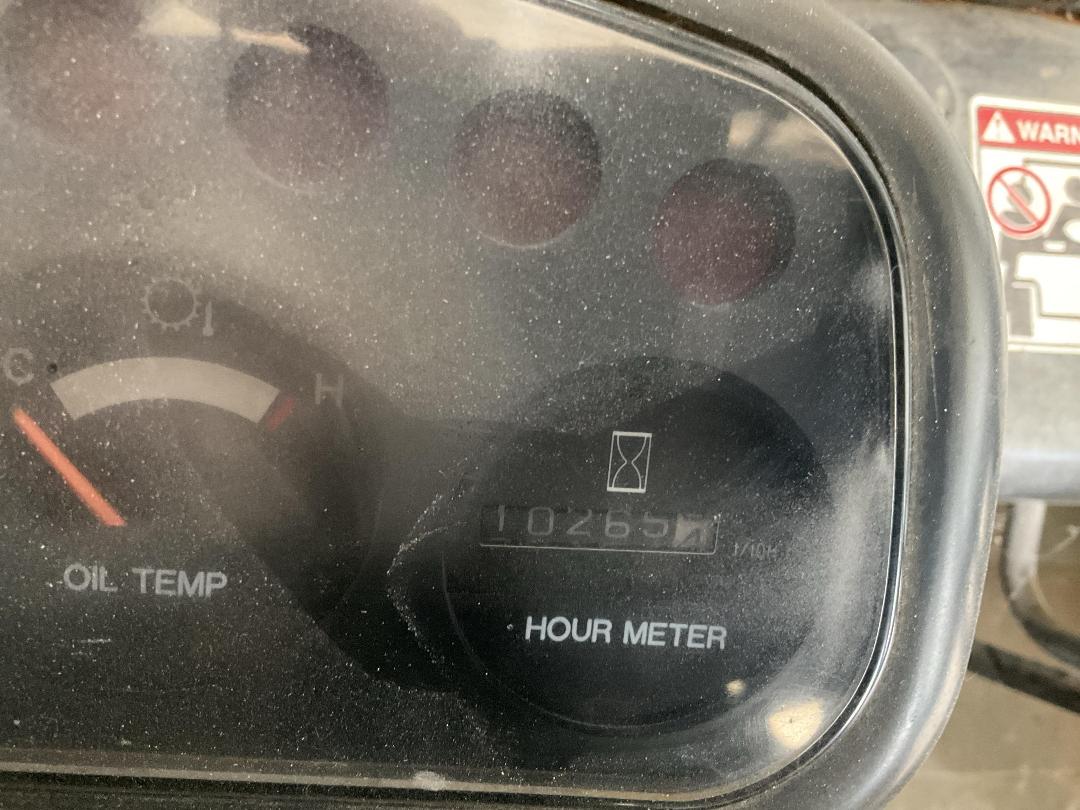 WARN
C H
10265
1/10H
OIL TEMP
HOUR METER